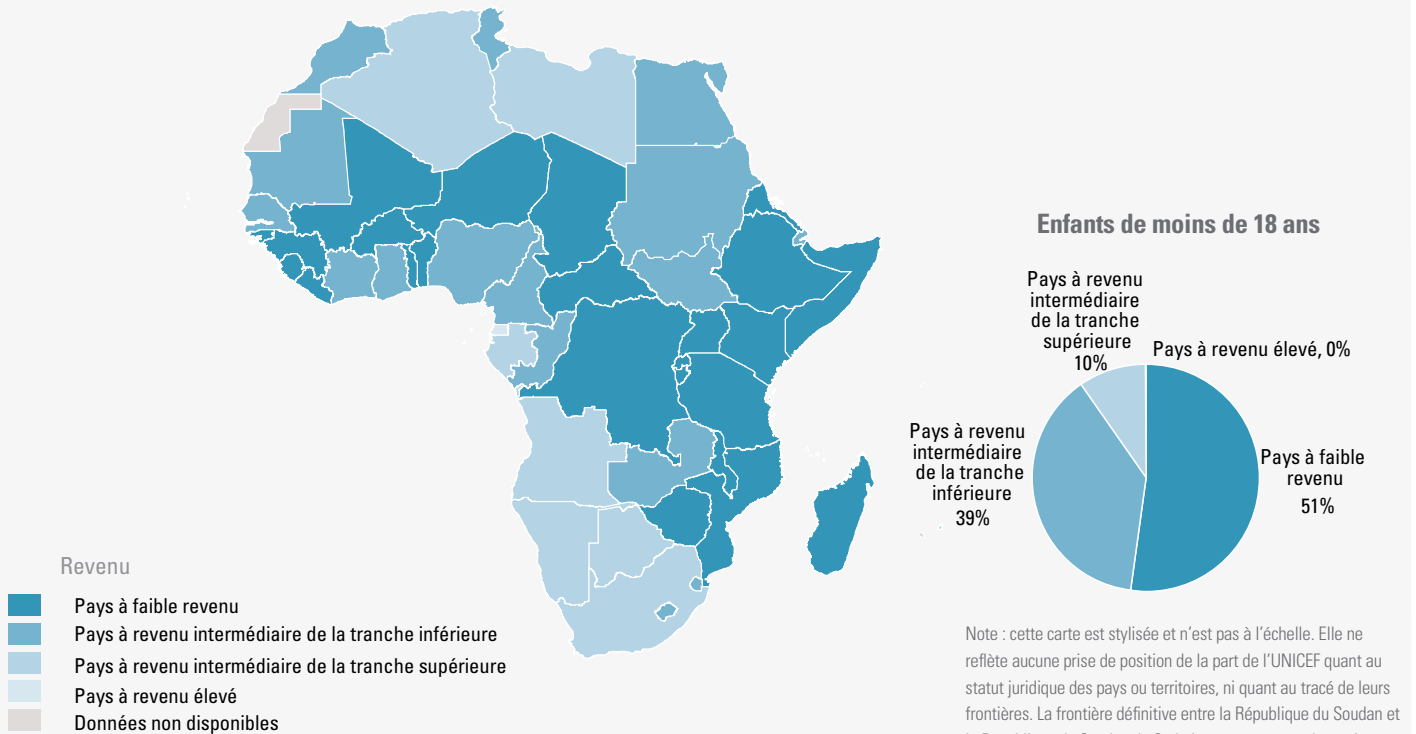 Enfants de moins de 18 ans
Pays à revenu
intermédiaire
de la tranche
supérieure
10%
Pays à revenu élevé, 0%
Pays à revenu
intermédiaire
de la tranche
inférieure
39%
Pays à faible
revenu
51%
Revenu
Pays à faible revenu
Pays à revenu intermédiaire de la tranche inférieure
Pays à revenu intermédiaire de la tranche supérieure
Pays à revenu élevé
Données non disponibles
Note : cette carte est stylisée et n’est pas à l’échelle. Elle ne
reflète aucune prise de position de la part de l’UNICEF quant au
statut juridique des pays ou territoires, ni quant au tracé de leurs
frontières. La frontière définitive entre la République du Soudan et